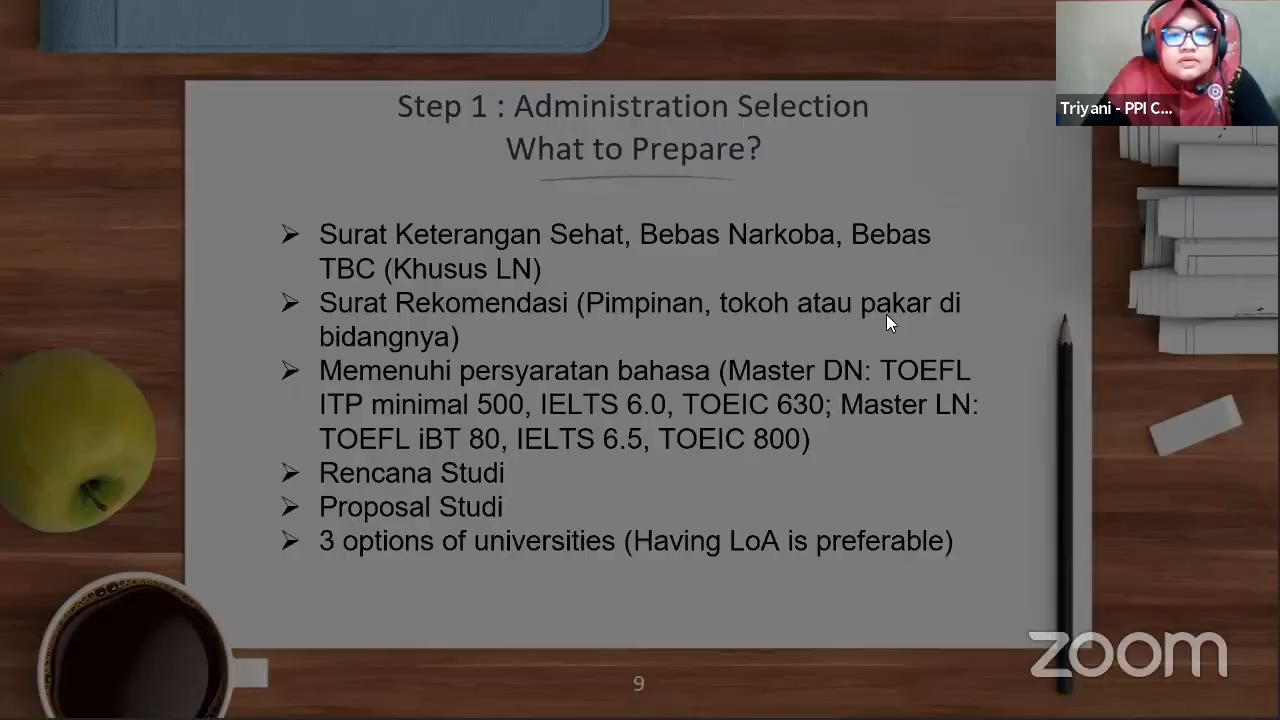 Step 1 : Administration Selection
What to Prepare?
Triyani - PPI C...
➢ Surat Keterangan Sehat, Bebas Narkoba, Bebas
TBC (Khusus LN)
➢ Surat Rekomendasi (Pimpinan, tokoh atau pakar di
bidangnya)
➢ Memenuhi persyaratan bahasa (Master DN: TOEFL
ITP minimal 500, IELTS 6.0, TOEIC 630; Master LN:
TOEFL iBT 80, IELTS 6.5, TOEIC 800)
➢ Rencana Studi
➢ Proposal Studi
➢ 3 options of universities (Having LoA is preferable)
zoom
9